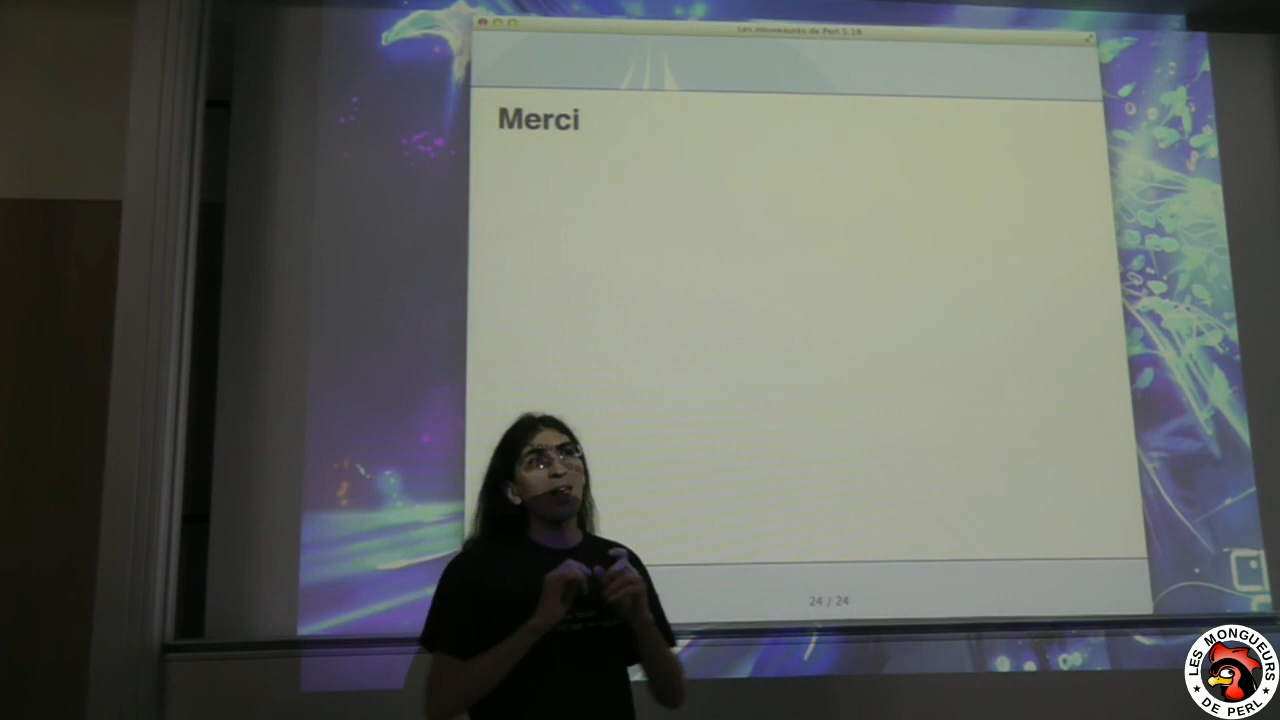 Les nouveautés de Perl 5.18
Merci
24 / 24
LES MONGUEURS
DE PERL